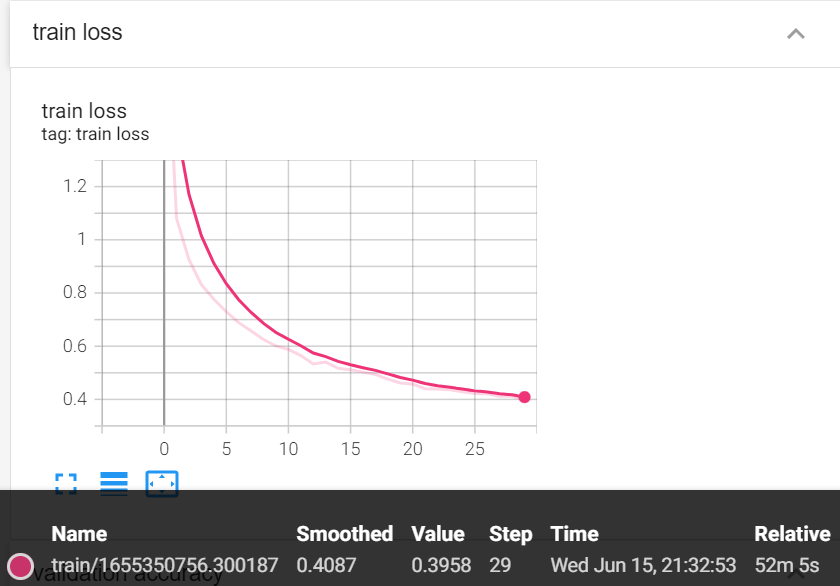 train loss
train loss
tag: train loss
1.2
1
0.8
0.6
0.4
0 5 10 15 20 25
Name Smoothed Value Step Time Relative
train/1655350756.300187 0.4087 0.3958 29 Wed Jun 15, 21:32:53 52m 5s
validation accuracy